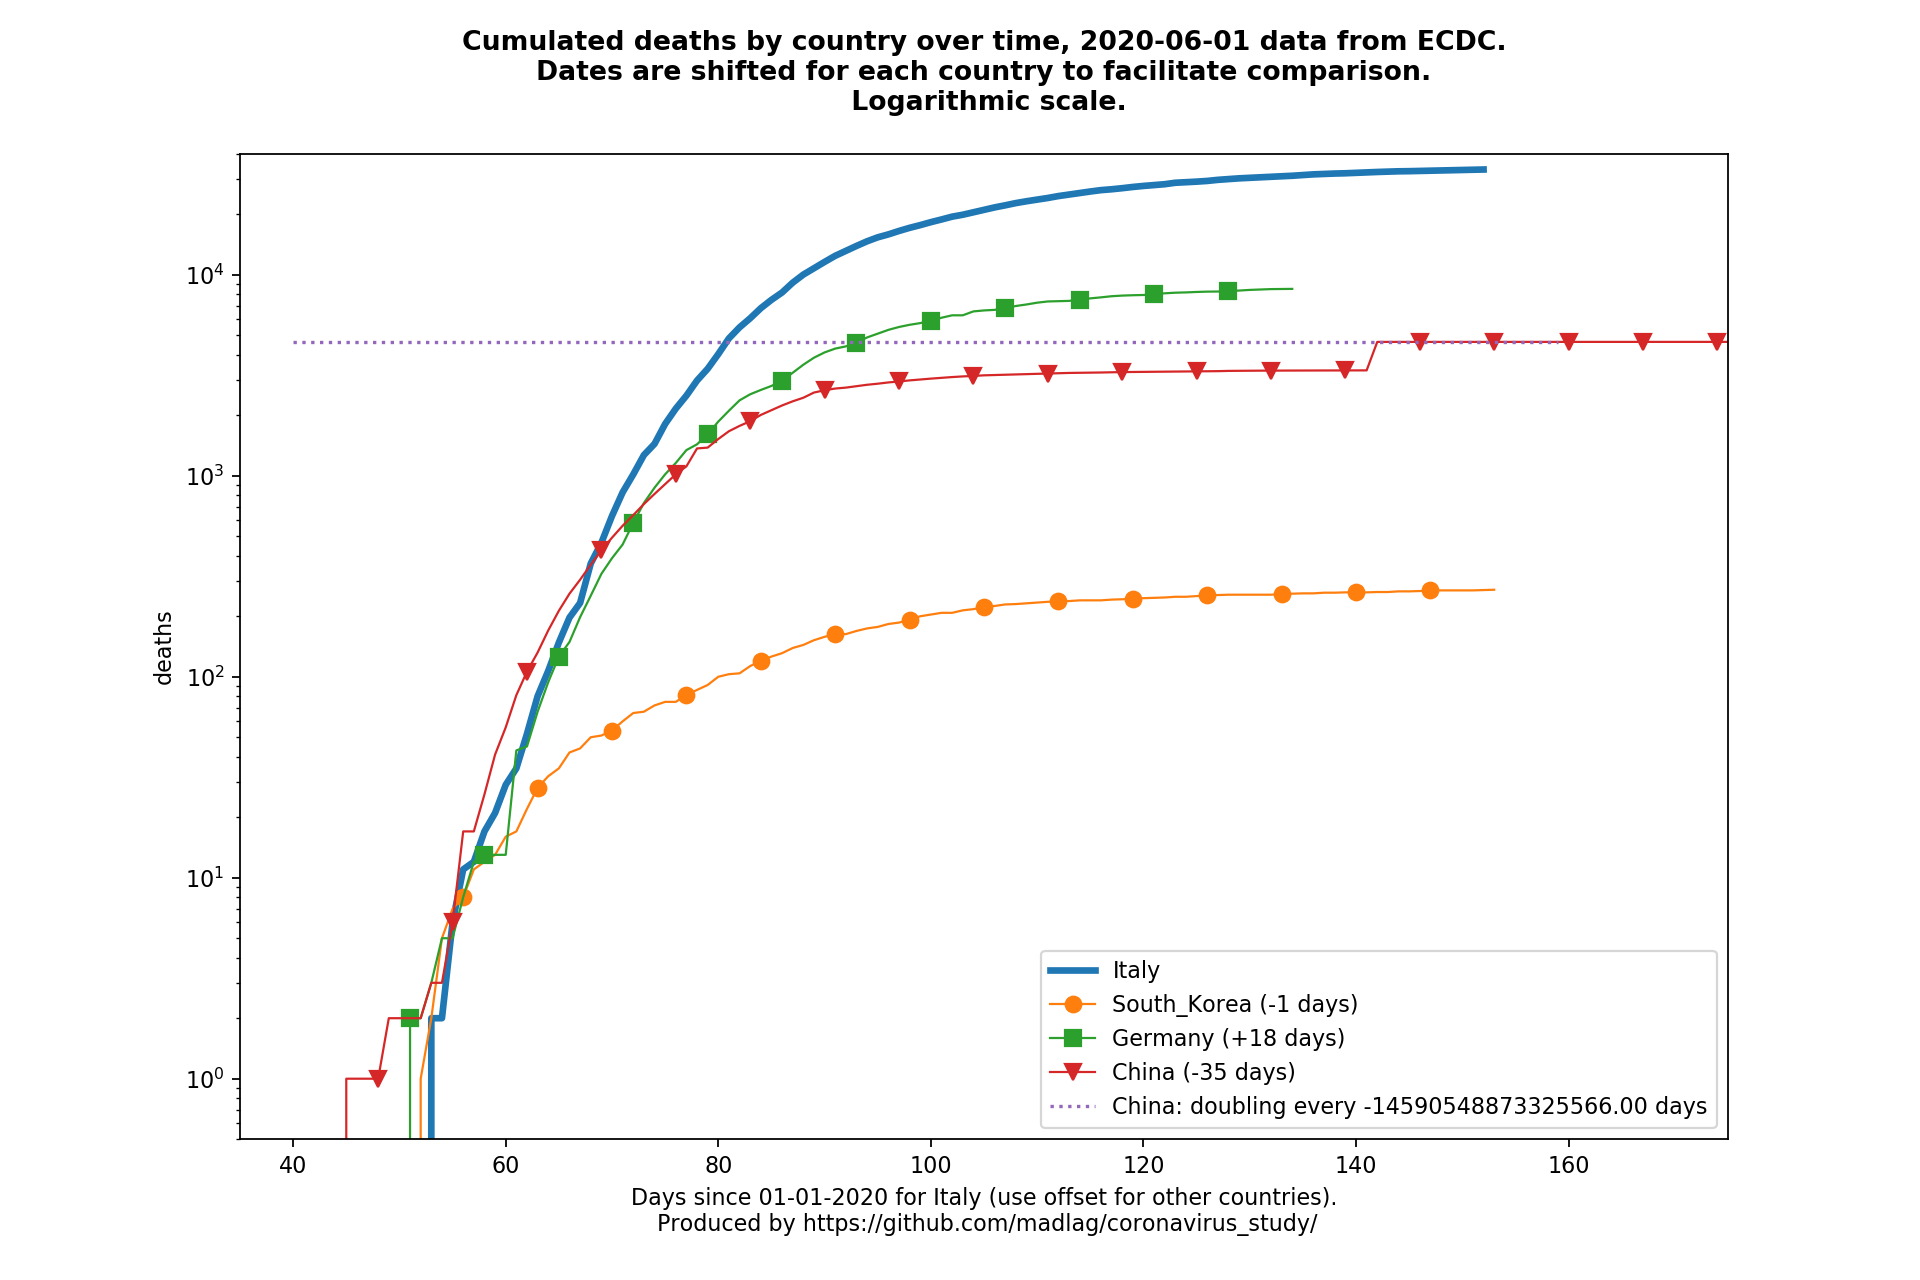 Cumulated deaths by country over time, 2020-06-01 data from ECDC.
Dates are shifted for each country to facilitate comparison.
Logarithmic scale.
10^4
10^3
10^2
10^1
10^0
deaths
Italy
South_Korea (-1 days)
Germany (+18 days)
China (-35 days)
China: doubling every -14590548873325566.00 days
40 60 80 100 120 140 160
Days since 01-01-2020 for Italy (use offset for other countries).
Produced by https://github.com/madlag/coronavirus_study/